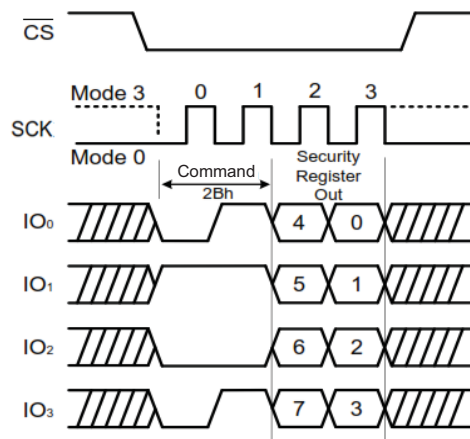 CS
Mode 3 0 1 2 3
SCK
Mode 0
Command
2Bh
Security
Register
Out
IO₀ 4 0
IO₁ 5 1
IO₂ 6 2
IO₃ 7 3